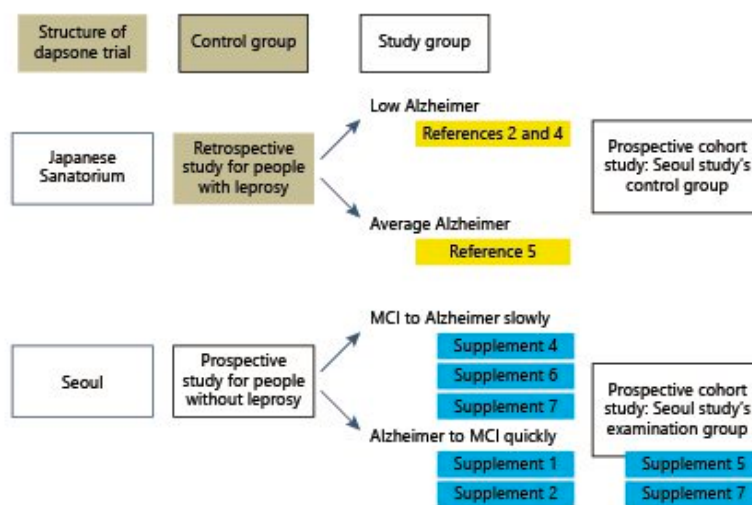 Structure of
dapsone trial
Control group
Study group
Low Alzheimer
References 2 and 4
Japanese
Sanatorium
Retrospective
study for people
with leprosy
Prospective cohort
study: Seoul study's
control group
Average Alzheimer
Reference 5
MCI to Alzheimer slowly
Supplement 4
Supplement 6
Supplement 7
Seoul
Prospective
study for people
without leprosy
Prospective cohort
study: Seoul study's
examination group
Alzheimer to MCI quickly
Supplement 1
Supplement 2
Supplement 5
Supplement 7